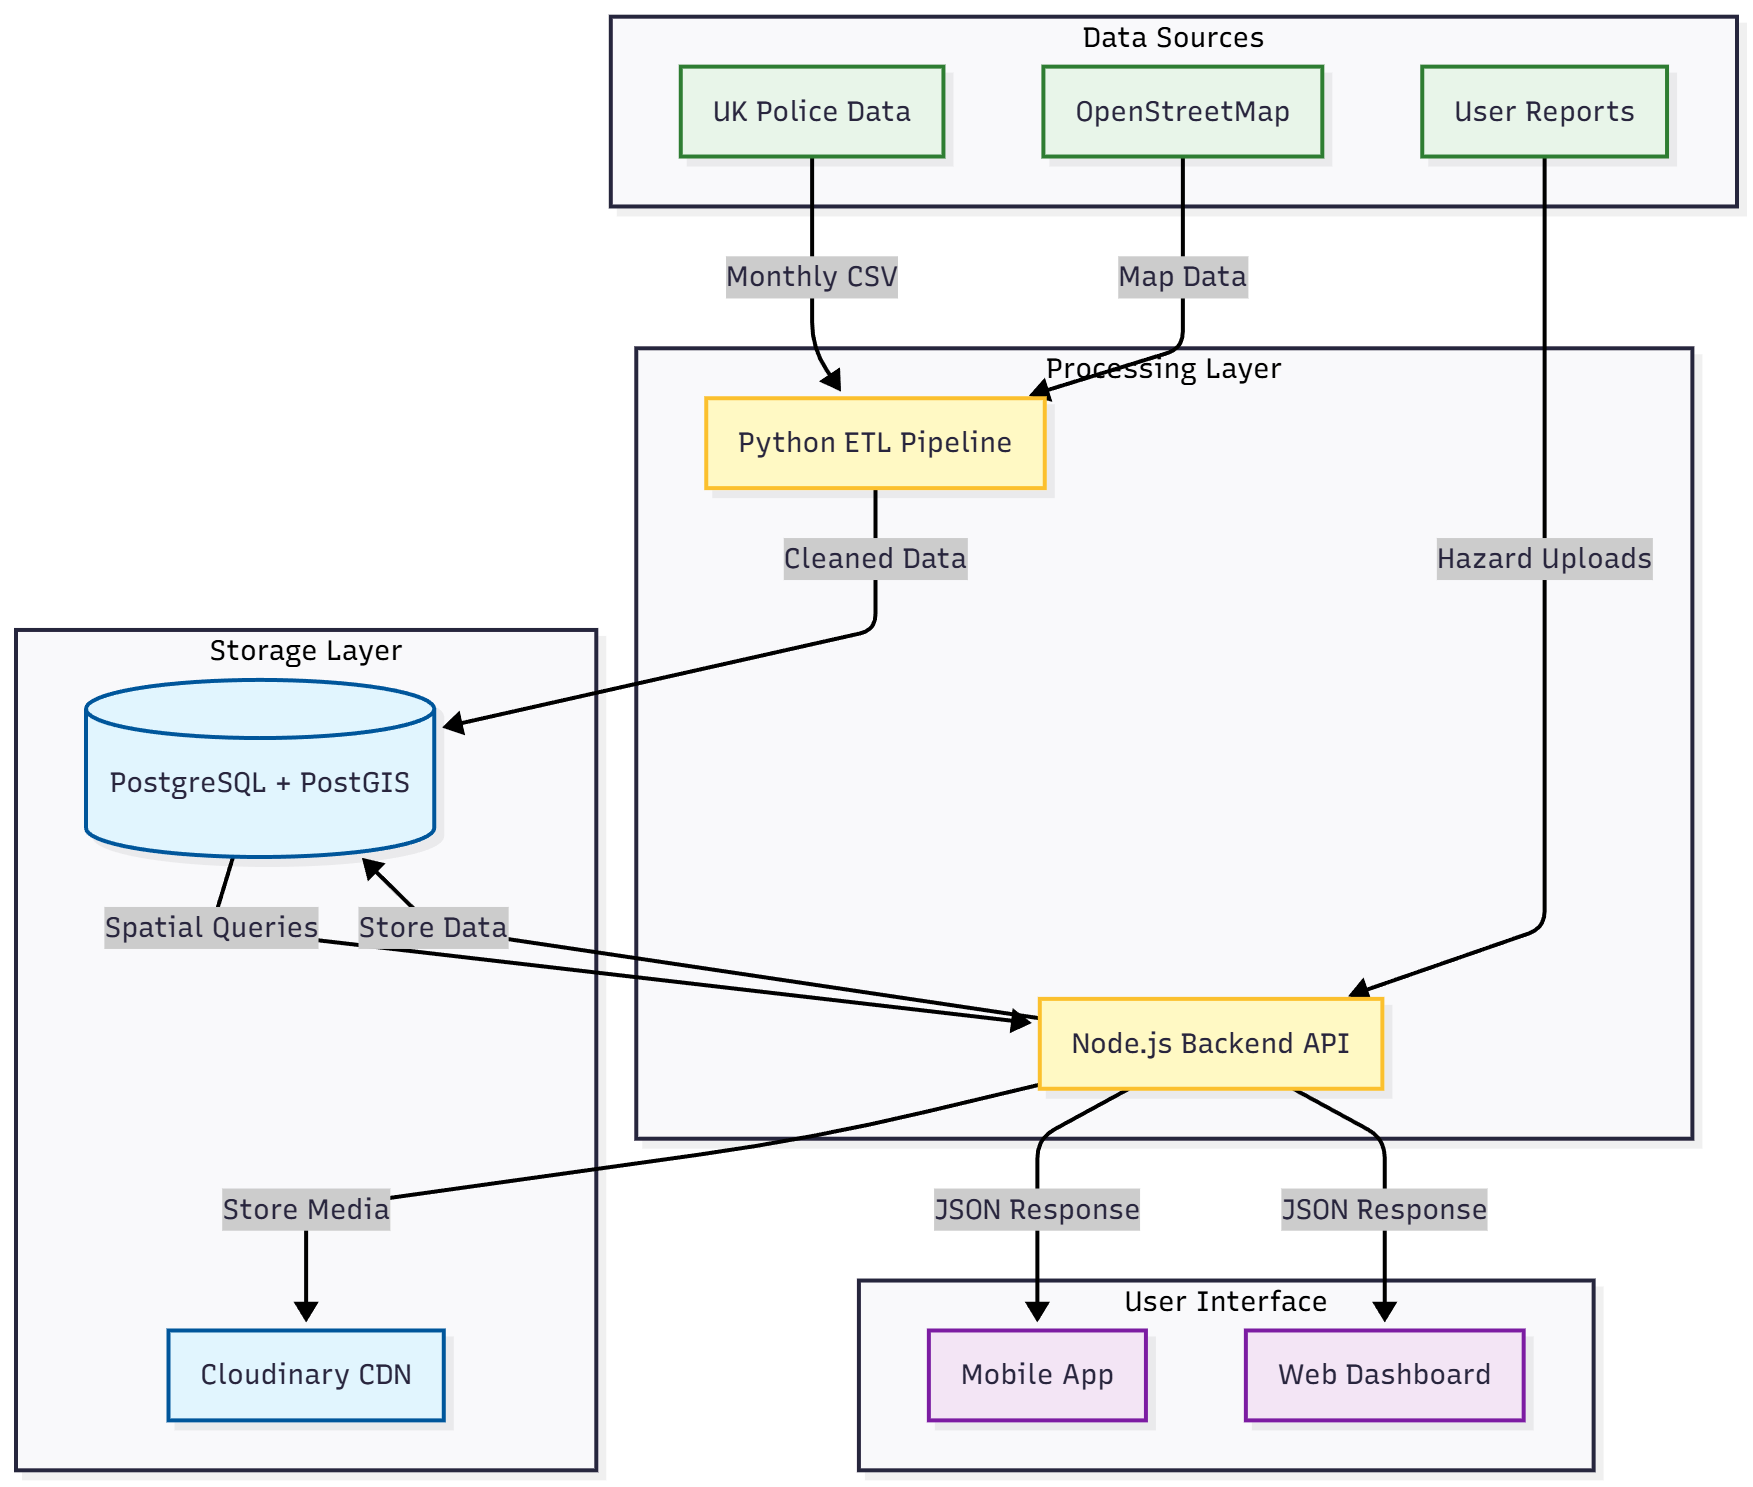 Data Sources
UK Police Data
OpenStreetMap
User Reports
Monthly CSV
Map Data
Processing Layer
Python ETL Pipeline
Cleaned Data
Hazard Uploads
Storage Layer
PostgreSQL + PostGIS
Spatial Queries
Store Data
Node.js Backend API
Store Media
JSON Response
JSON Response
User Interface
Cloudinary CDN
Mobile App
Web Dashboard